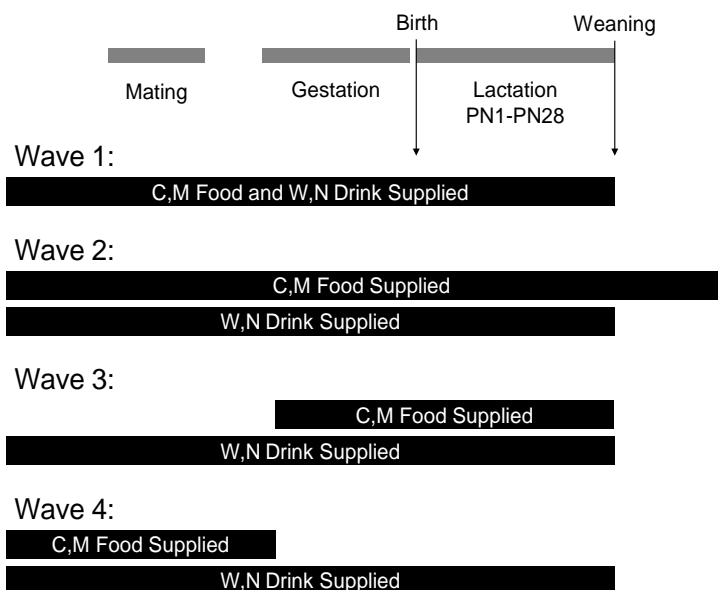 Birth
Weaning
Mating
Gestation
Lactation
PN1-PN28
Wave 1:
C,M Food and W,N Drink Supplied
Wave 2:
C,M Food Supplied
W,N Drink Supplied
Wave 3:
C,M Food Supplied
W,N Drink Supplied
Wave 4:
C,M Food Supplied
W,N Drink Supplied